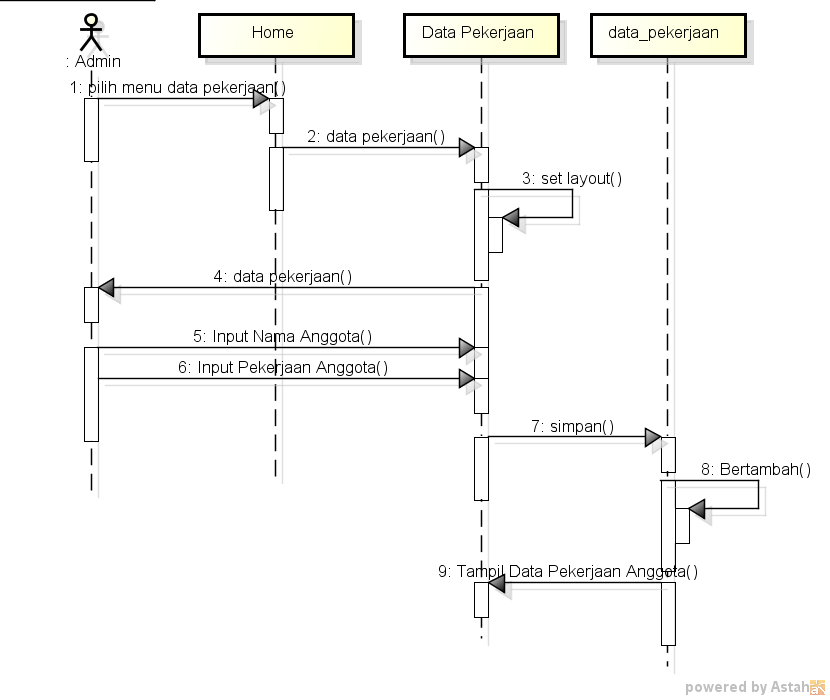 Home
Data Pekerjaan
data_pekerjaan
: Admin
1: pilih menu data pekerjaan()
2: data pekerjaan()
3: set layout()
4: data pekerjaan()
5: Input Nama Anggota()
6: Input Pekerjaan Anggota()
7: simpan()
8: Bertambah()
9: Tampil Data Pekerjaan Anggota()
powered by Astah